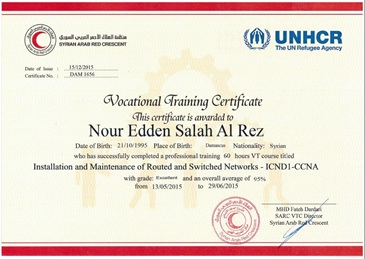 منظمة الهلال الأحمر العربي السوري
SYRIAN ARAB RED CRESCENT
UNHCR
The UN Refugee Agency
Date of Issue : 15/12/2015
Certificate No. : DAM 1656
Vocational Training Certificate
This certificate is awarded to
Nour Edden Salah Al Rez
Date of Birth: 21/10/1995 Place of Birth: Damascus Nationality: Syrian
who has successfully completed a professional training 60 hours VT course titled
Installation and Maintenance of Routed and Switched Networks - ICND1-CCNA
with grade: Excellent and an overall average of 95%
from 13/05/2015 to 29/06/2015
MHD Fateh Darkhani
SARC VTC Director
Syrian Arab Red Crescent